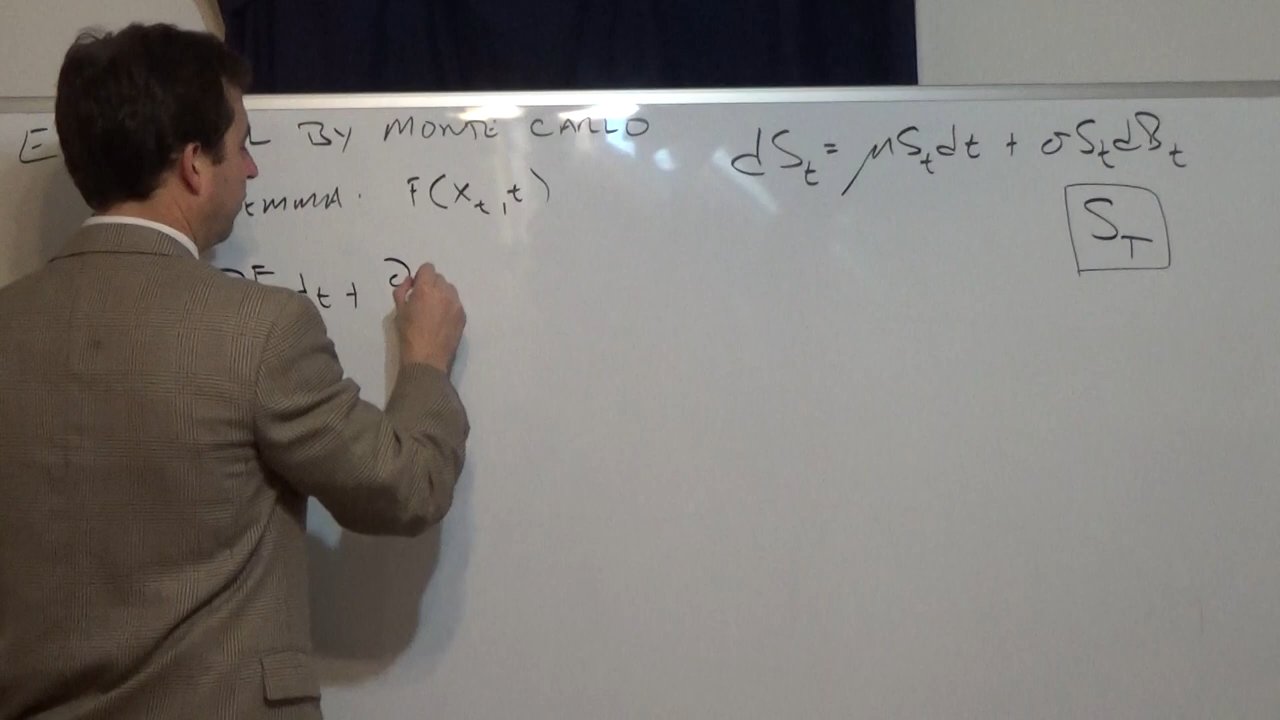 BY MONTE CARLO
F(X_t, t)
dt + ∂
dS_t = μS_t dt + σS_t dB_t
S_T